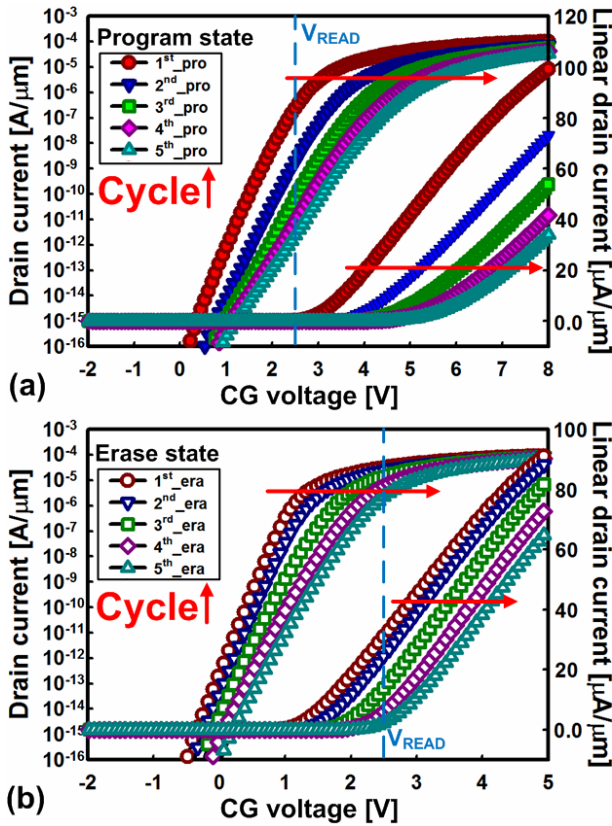 Drain current [A/μm]
10⁻³
10⁻⁴
10⁻⁵
10⁻⁶
10⁻⁷
10⁻⁸
10⁻⁹
10⁻¹⁰
10⁻¹¹
10⁻¹²
10⁻¹³
10⁻¹⁴
10⁻¹⁵
10⁻¹⁶
Program state
1ˢᵗ_pro
2ⁿᵈ_pro
3ʳᵈ_pro
4ᵗʰ_pro
5ᵗʰ_pro
Cycle
V_READ
120
100
80
60
40
20
0.0
Linear drain current [μA/μm]
-2 -1 0 1 2 3 4 5 6 7 8
CG voltage [V]
(a)
Drain current [A/μm]
10⁻³
10⁻⁴
10⁻⁵
10⁻⁶
10⁻⁷
10⁻⁸
10⁻⁹
10⁻¹⁰
10⁻¹¹
10⁻¹²
10⁻¹³
10⁻¹⁴
10⁻¹⁵
10⁻¹⁶
Erase state
1ˢᵗ_era
2ⁿᵈ_era
3ʳᵈ_era
4ᵗʰ_era
5ᵗʰ_era
Cycle
V_READ
100
80
60
40
20
0.0
Linear drain current [μA/μm]
-2 -1 0 1 2 3 4 5
CG voltage [V]
(b)